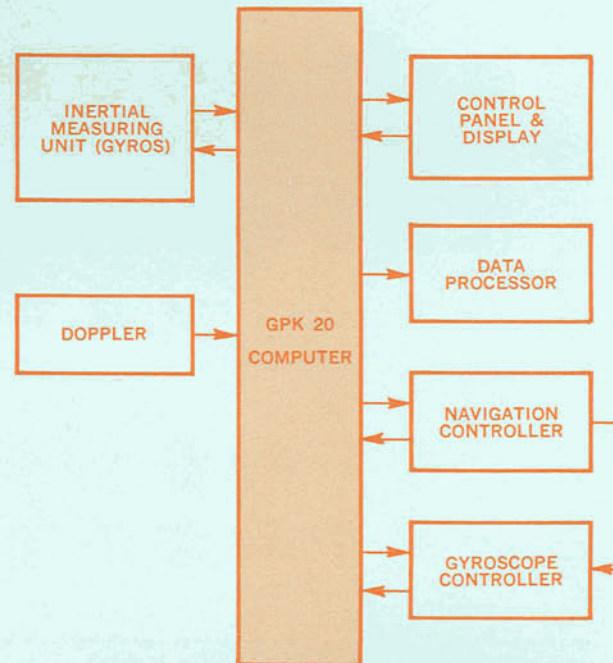 INERTIAL
MEASURING
UNIT (GYROS)
CONTROL
PANEL &
DISPLAY
DATA
PROCESSOR
DOPPLER
GPK 20
COMPUTER
NAVIGATION
CONTROLLER
GYROSCOPE
CONTROLLER